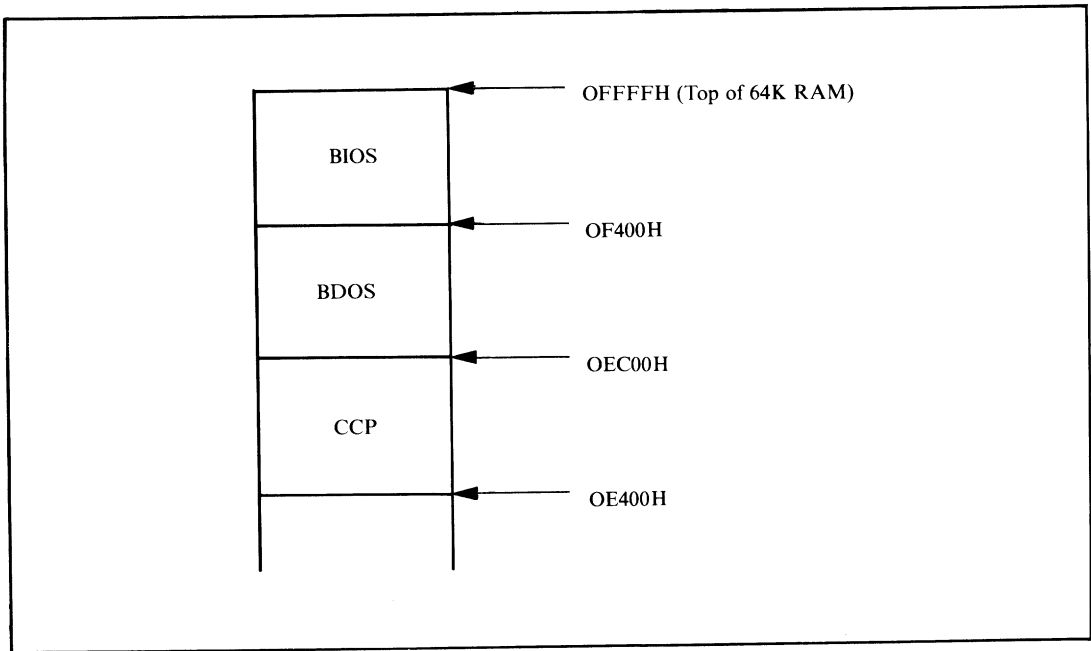 OFFFFH (Top of 64K RAM)
BIOS
OF400H
BDOS
OEC00H
CCP
OE400H